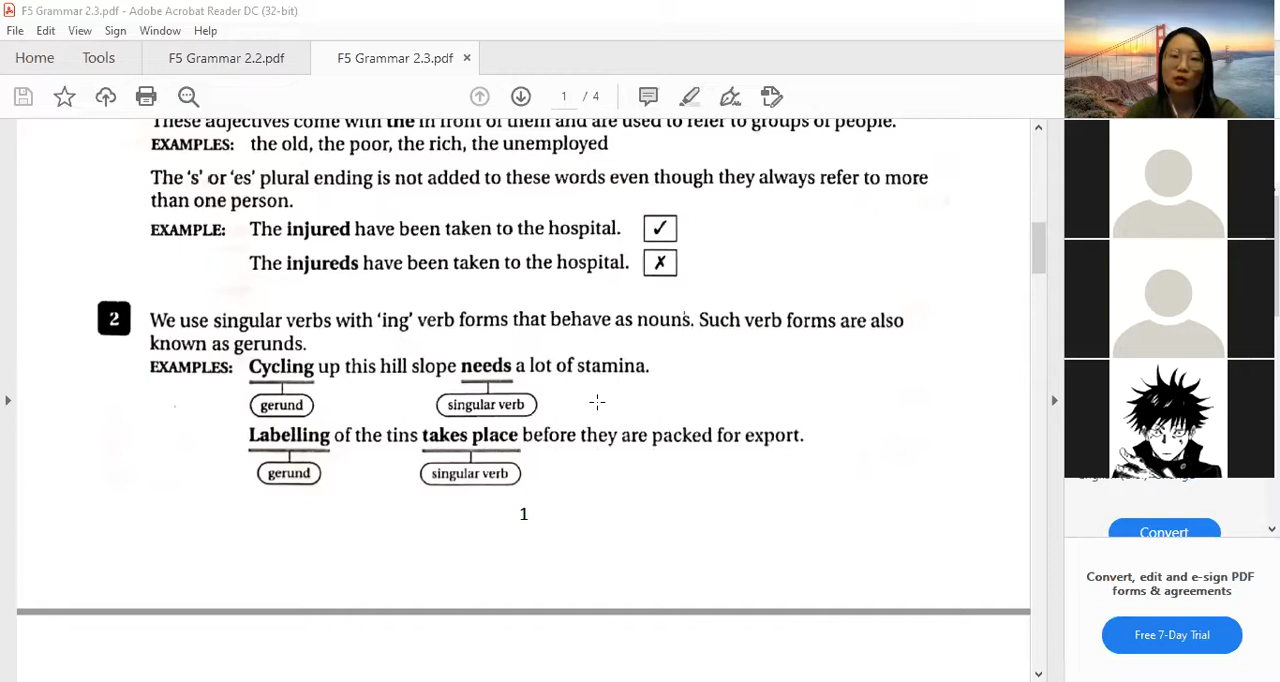 F5 Grammar 2.3.pdf - Adobe Acrobat Reader DC (32-bit)
File Edit View Sign Window Help
Home Tools F5 Grammar 2.2.pdf F5 Grammar 2.3.pdf ×
1 / 4
These adjectives come with the in front of them and are used to refer to groups of people.
EXAMPLES: the old, the poor, the rich, the unemployed
The ‘s’ or ‘es’ plural ending is not added to these words even though they always refer to more
than one person.
EXAMPLE: The injured have been taken to the hospital. ✓
The injureds have been taken to the hospital. ✗
2 We use singular verbs with ‘ing’ verb forms that behave as nouns. Such verb forms are also
known as gerunds.
EXAMPLES: Cycling up this hill slope needs a lot of stamina.
gerund singular verb
Labelling of the tins takes place before they are packed for export.
gerund singular verb
1
Convert
Convert, edit and e-sign PDF
forms & agreements
Free 7-Day Trial